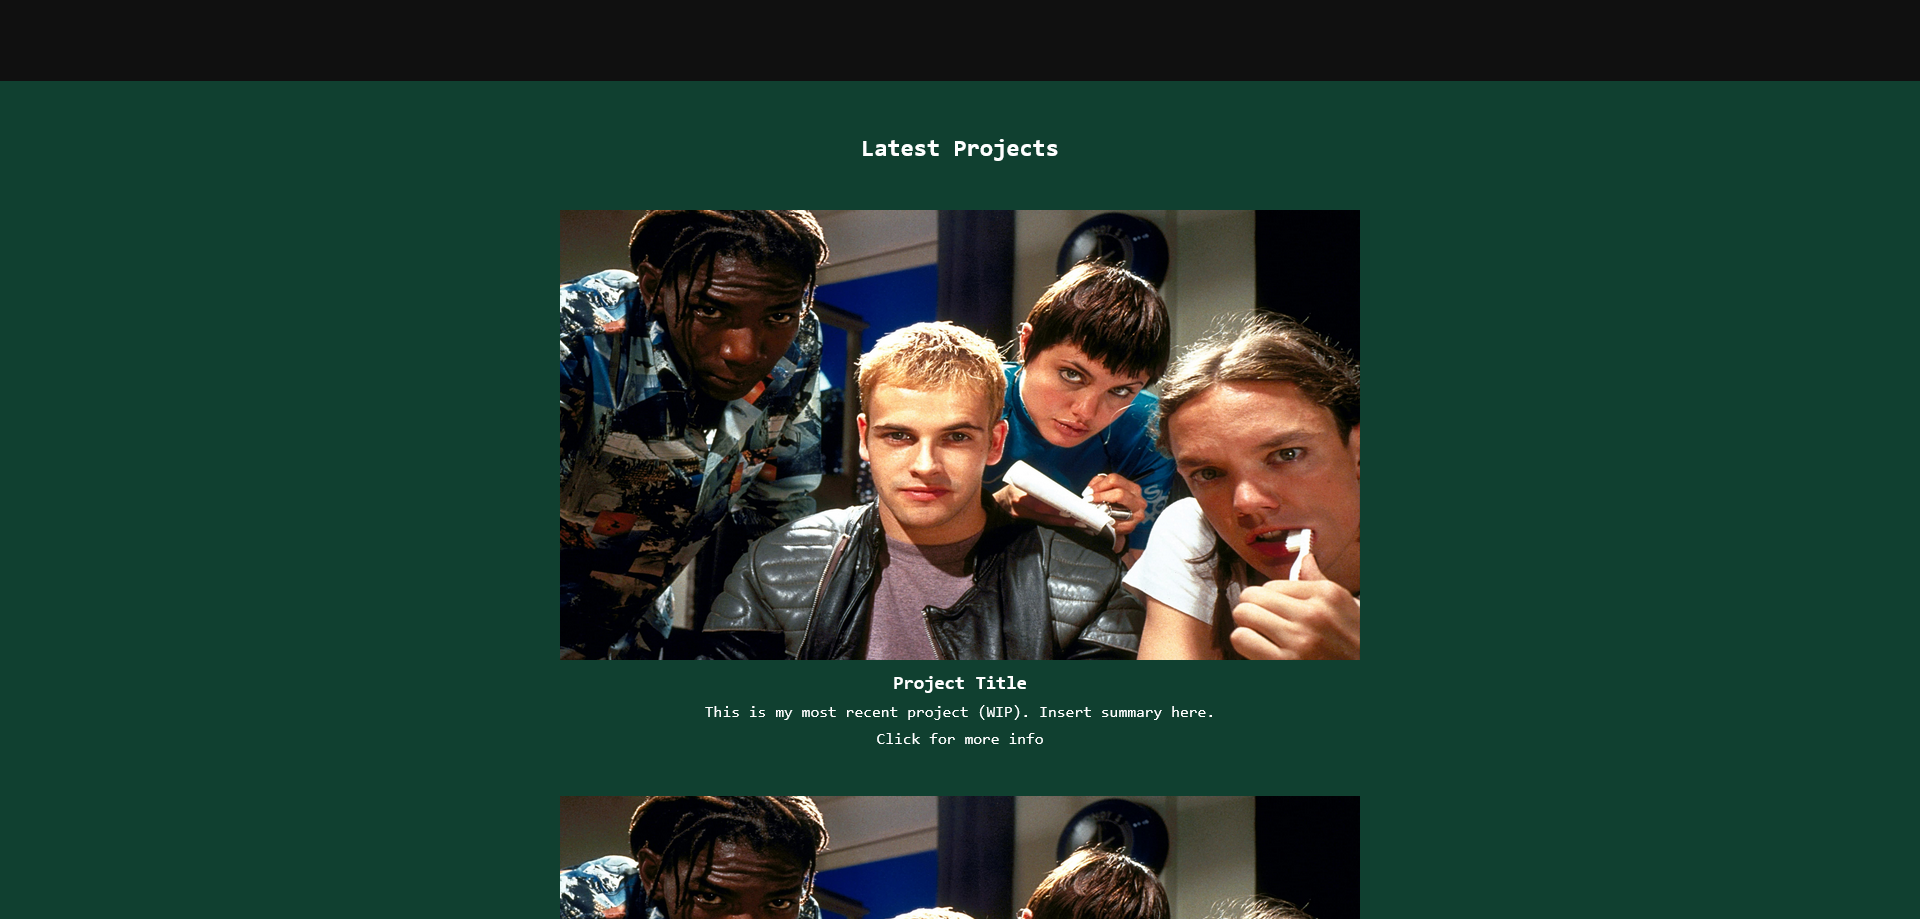 Latest Projects
Project Title
This is my most recent project (WIP). Insert summary here.
Click for more info